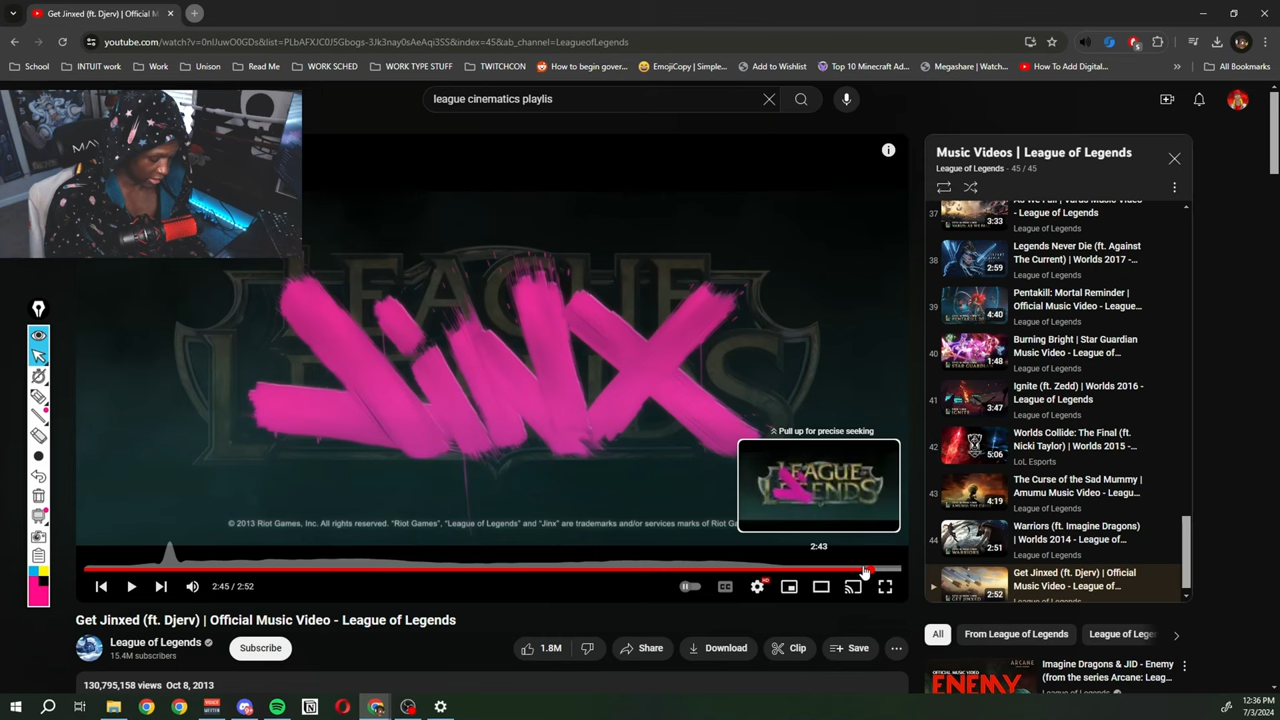 Get Jinxed (ft. Djerv) | Official M
youtube.com/watch?v=0nlJuwO0GDs&list=PLbAFXJC0J5Gbogs-3Jk3nay0sAeAqi3SS&index=45&ab_channel=LeagueofLegends
School
INTUIT work
Work
Unison
Read Me
WORK SCHED
WORK TYPE STUFF
TWITCHCON
How to begin gover...
EmojiCopy | Simple...
Add to Wishlist
Top 10 Minecraft Ad...
Megashare | Watch...
How To Add Digital...
All Bookmarks
league cinematics playlis
Music Videos | League of Legends
League of Legends - 45 / 45
37
3:33
As We Fall | Varus Music Video
- League of Legends
League of Legends
38
2:59
Legends Never Die (ft. Against
The Current) | Worlds 2017 -...
League of Legends
39
4:40
Pentakill: Mortal Reminder |
Official Music Video - League...
League of Legends
40
1:48
Burning Bright | Star Guardian
Music Video - League of...
League of Legends
41
3:47
Ignite (ft. Zedd) | Worlds 2016 -
League of Legends
League of Legends
42
5:06
Worlds Collide: The Final (ft.
Nicki Taylor) | Worlds 2015 -...
LoL Esports
43
4:19
The Curse of the Sad Mummy |
Amumu Music Video - Leagu...
League of Legends
44
2:51
Warriors (ft. Imagine Dragons)
| Worlds 2014 - League of...
League of Legends
2:52
Get Jinxed (ft. Djerv) | Official
Music Video - League of...
League of Legends
LEAGUE
LEGENDS
JINX
Pull up for precise seeking
LEAGUE
LEGENDS
© 2013 Riot Games, Inc. All rights reserved. "Riot Games", "League of Legends" and "Jinx" are trademarks and/or services marks of Riot Ga
2:43
2:45 / 2:52
CC
HD
Get Jinxed (ft. Djerv) | Official Music Video - League of Legends
League of Legends
15.4M subscribers
Subscribe
1.8M
Share
Download
Clip
Save
130,795,158 views Oct 8, 2013
All
From League of Legends
League of Leger
ARCANE
ENEMY
Imagine Dragons & JID - Enemy
(from the series Arcane: Leag...
12:36 PM
7/3/2024